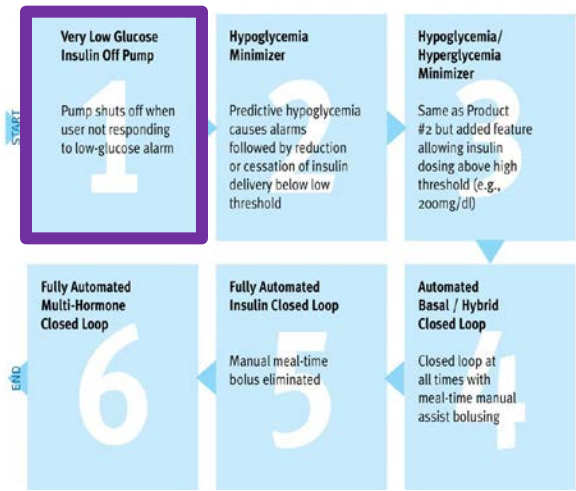 START
Very Low Glucose
Insulin Off Pump
1
Pump shuts off when
user not responding
to low-glucose alarm
Hypoglycemia
Minimizer
2
Predictive hypoglycemia
causes alarms
followed by reduction
or cessation of insulin
delivery below low
threshold
Hypoglycemia/
Hyperglycemia
Minimizer
3
Same as Product
#2 but added feature
allowing insulin
dosing above high
threshold (e.g.,
200mg/dl)
Automated
Basal / Hybrid
Closed Loop
4
Closed loop at
all times with
meal-time manual
assist bolusing
Fully Automated
Insulin Closed Loop
5
Manual meal-time
bolus eliminated
Fully Automated
Multi-Hormone
Closed Loop
6
END